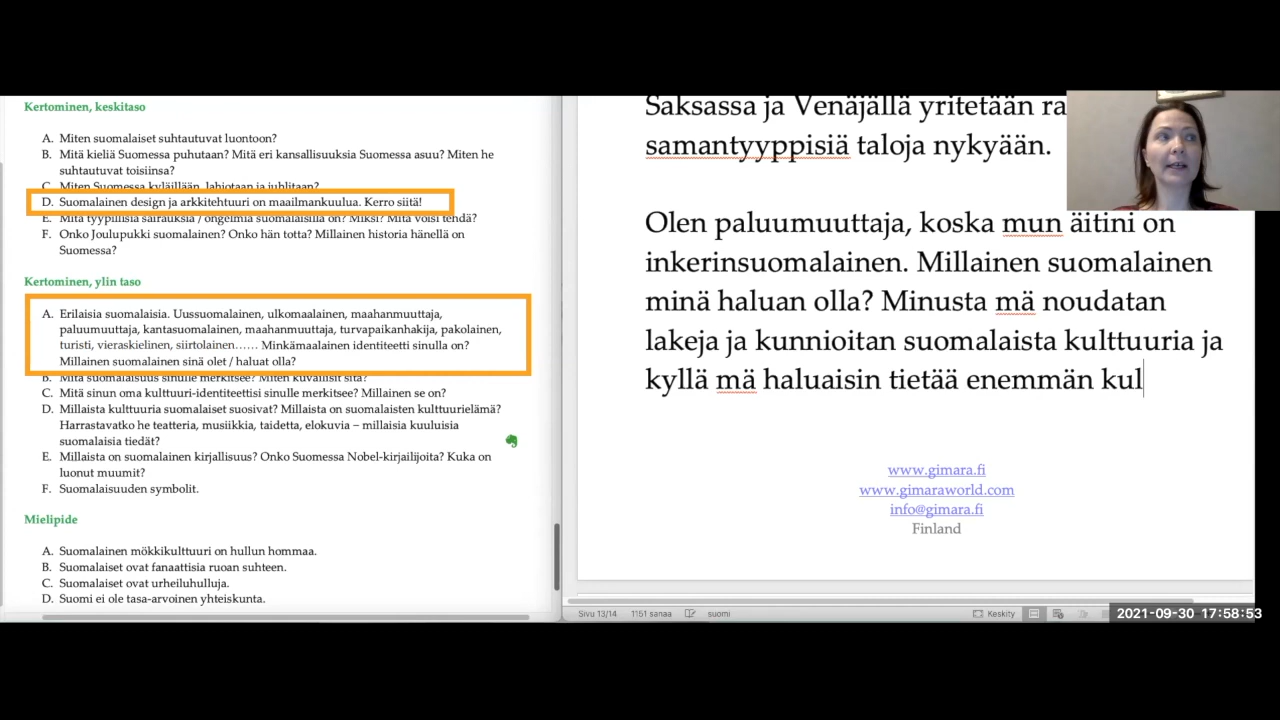 Kertominen, keskitaso
A. Miten suomalaiset suhtautuvat luontoon?
B. Mitä kieliä Suomessa puhutaan? Mitä eri kansallisuuksia Suomessa asuu? Miten he
suhtautuvat toisiinsa?
C. Miten Suomessa kyläillään, lahjotaan ja juhlitaan?
D. Suomalainen design ja arkkitehtuuri on maailmankuulua. Kerro siitä!
E. Mitä tyypillisiä sairauksia / ongelmia suomalaisilla on? Miksi? Mitä voisi tehdä?
F. Onko Joulupukki suomalainen? Onko hän totta? Millainen historia hänellä on
Suomessa?
Kertominen, ylin taso
A. Erilaisia suomalaisia. Uussuomalainen, ulkomaalainen, maahanmuuttaja,
paluumuuttaja, kantasuomalainen, maahanmuttaja, turvapaikanhakija, pakolainen,
turisti, vieraskielinen, siirtolainen…… Minkämaalainen identiteetti sinulla on?
Millainen suomalainen sinä olet / haluat olla?
B. Mitä suomalaisuus sinulle merkitsee? Miten kuvailisit sitä?
C. Mitä sinun oma kulttuuri-identiteettisi sinulle merkitsee? Millainen se on?
D. Millaista kulttuuria suomalaiset suosivat? Millaista on suomalaisten kulttuurielämä?
Harrastavatko he teatteria, musiikkia, taidetta, elokuvia – millaisia kuuluisia
suomalaisia tiedät?
E. Millaista on suomalainen kirjallisuus? Onko Suomessa Nobel-kirjailijoita? Kuka on
luonut muumit?
F. Suomalaisuuden symbolit.
Mielipide
A. Suomalainen mökkikulttuuri on hullun hommaa.
B. Suomalaiset ovat fanaattisia ruoan suhteen.
C. Suomalaiset ovat urheiluhulluja.
D. Suomi ei ole tasa-arvoinen yhteiskunta.
Saksassa ja Venäjällä yritetään ra
samantyyppisiä taloja nykyään.
Olen paluumuuttaja, koska mun äitini on
inkerinsuomalainen. Millainen suomalainen
minä haluan olla? Minusta mä noudatan
lakeja ja kunnioitan suomalaista kulttuuria ja
kyllä mä haluaisin tietää enemmän kul
www.gimara.fi
www.gimaraworld.com
info@gimara.fi
Finland
Sivu 13/14 1151 sanaa suomi Keskity
2021-09-30 17:58:53